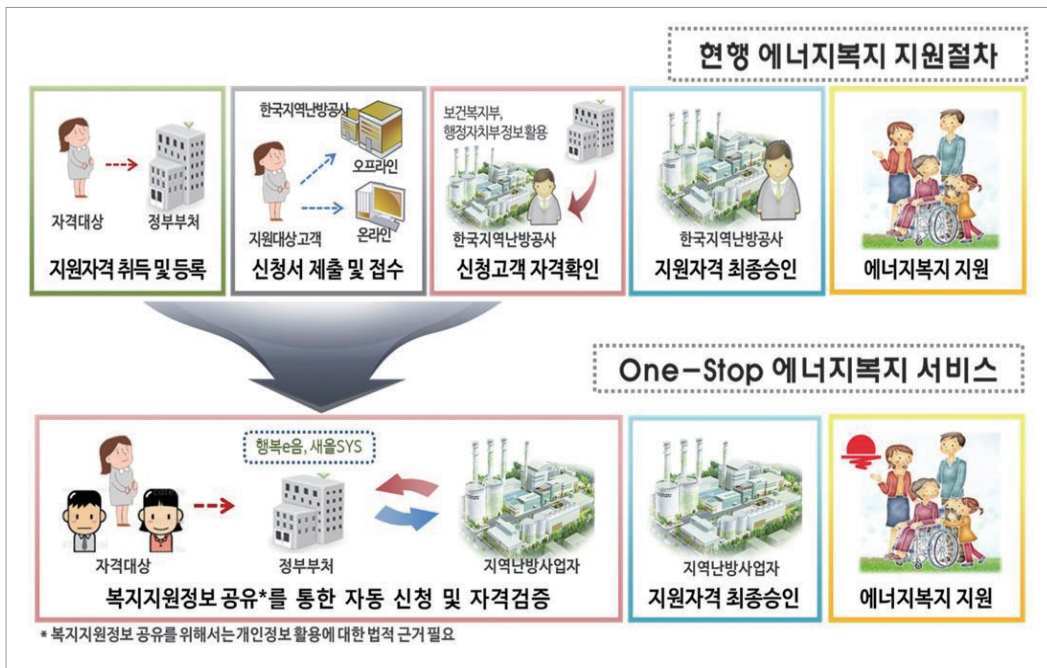 현행 에너지복지 지원절차
자격대상
정부부처
지원자격 취득 및 등록
한국지역난방공사
오프라인
지원대상고객
온라인
신청서 제출 및 접수
보건복지부,
행정자치부 정보 활용
한국지역난방공사
신청고객 자격확인
한국지역난방공사
지원자격 최종승인
에너지복지 지원
One-Stop 에너지복지 서비스
행복e음, 새올SYS
자격대상
정부부처
지역난방사업자
복지지원정보 공유*를 통한 자동 신청 및 자격검증
지역난방사업자
지원자격 최종승인
에너지복지 지원
* 복지지원정보 공유를 위해서는 개인정보 활용에 대한 법적 근거 필요